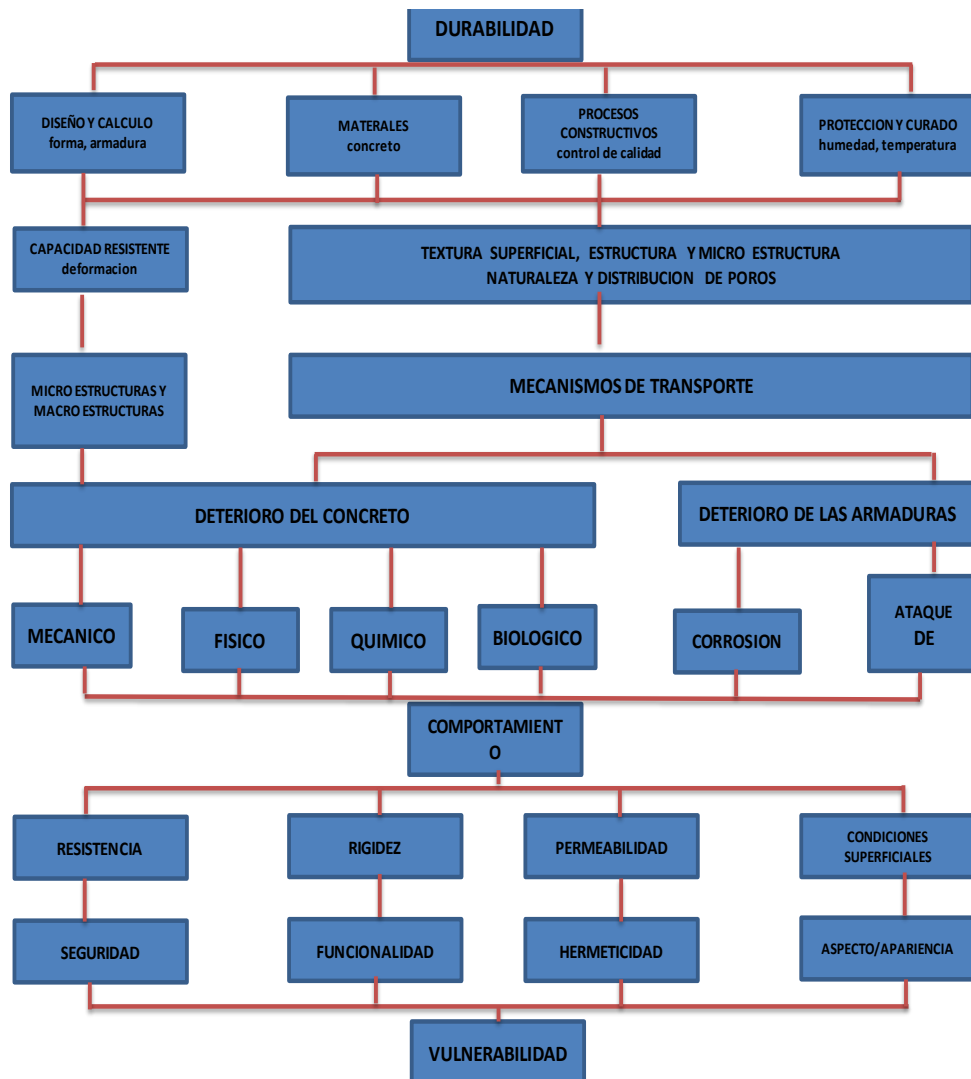 DURABILIDAD
DISEÑO Y CALCULO
forma, armadura
MATERALES
concreto
PROCESOS
CONSTRUCTIVOS
control de calidad
PROTECCION Y CURADO
humedad, temperatura
CAPACIDAD RESISTENTE
deformacion
TEXTURA SUPERFICIAL, ESTRUCTURA Y MICRO ESTRUCTURA
NATURALEZA Y DISTRIBUCION DE POROS
MICRO ESTRUCTURAS Y
MACRO ESTRUCTURAS
MECANISMOS DE TRANSPORTE
DETERIORO DEL CONCRETO
DETERIORO DE LAS ARMADURAS
MECANICO
FISICO
QUIMICO
BIOLOGICO
CORROSION
ATAQUE
DE
COMPORTAMIENT
O
RESISTENCIA
RIGIDEZ
PERMEABILIDAD
CONDICIONES
SUPERFICIALES
SEGURIDAD
FUNCIONALIDAD
HERMETICIDAD
ASPECTO/APARIENCIA
VULNERABILIDAD